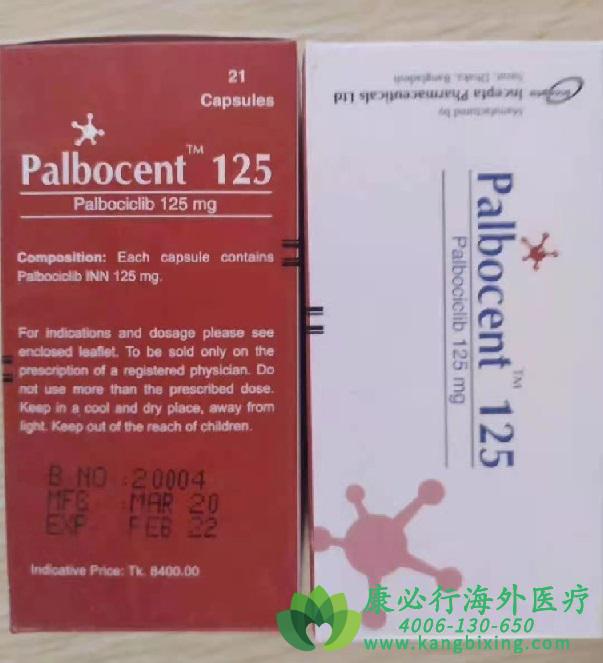 21
Capsules
Palbocent™ 125
Palbociclib 125 mg
Composition: Each capsule contains
Palbociclib INN 125 mg.
For indications and dosage please see
enclosed leaflet. To be sold only on the
prescription of a registered physician. Do
not use more than the prescribed dose.
Keep in a cool and dry place, away from
light. Keep out of the reach of children.
B NO : 20004
MFG : MAR 20
EXP FEB 22
Indicative Price: Tk. 8400.00
Manufactured by
Incepta Pharmaceuticals Ltd
Savar, Dhaka, Bangladesh
Palbocent™ 125
Palbociclib 125 mg
康必行海外医疗
4006-130-650
www.kangbixing.com